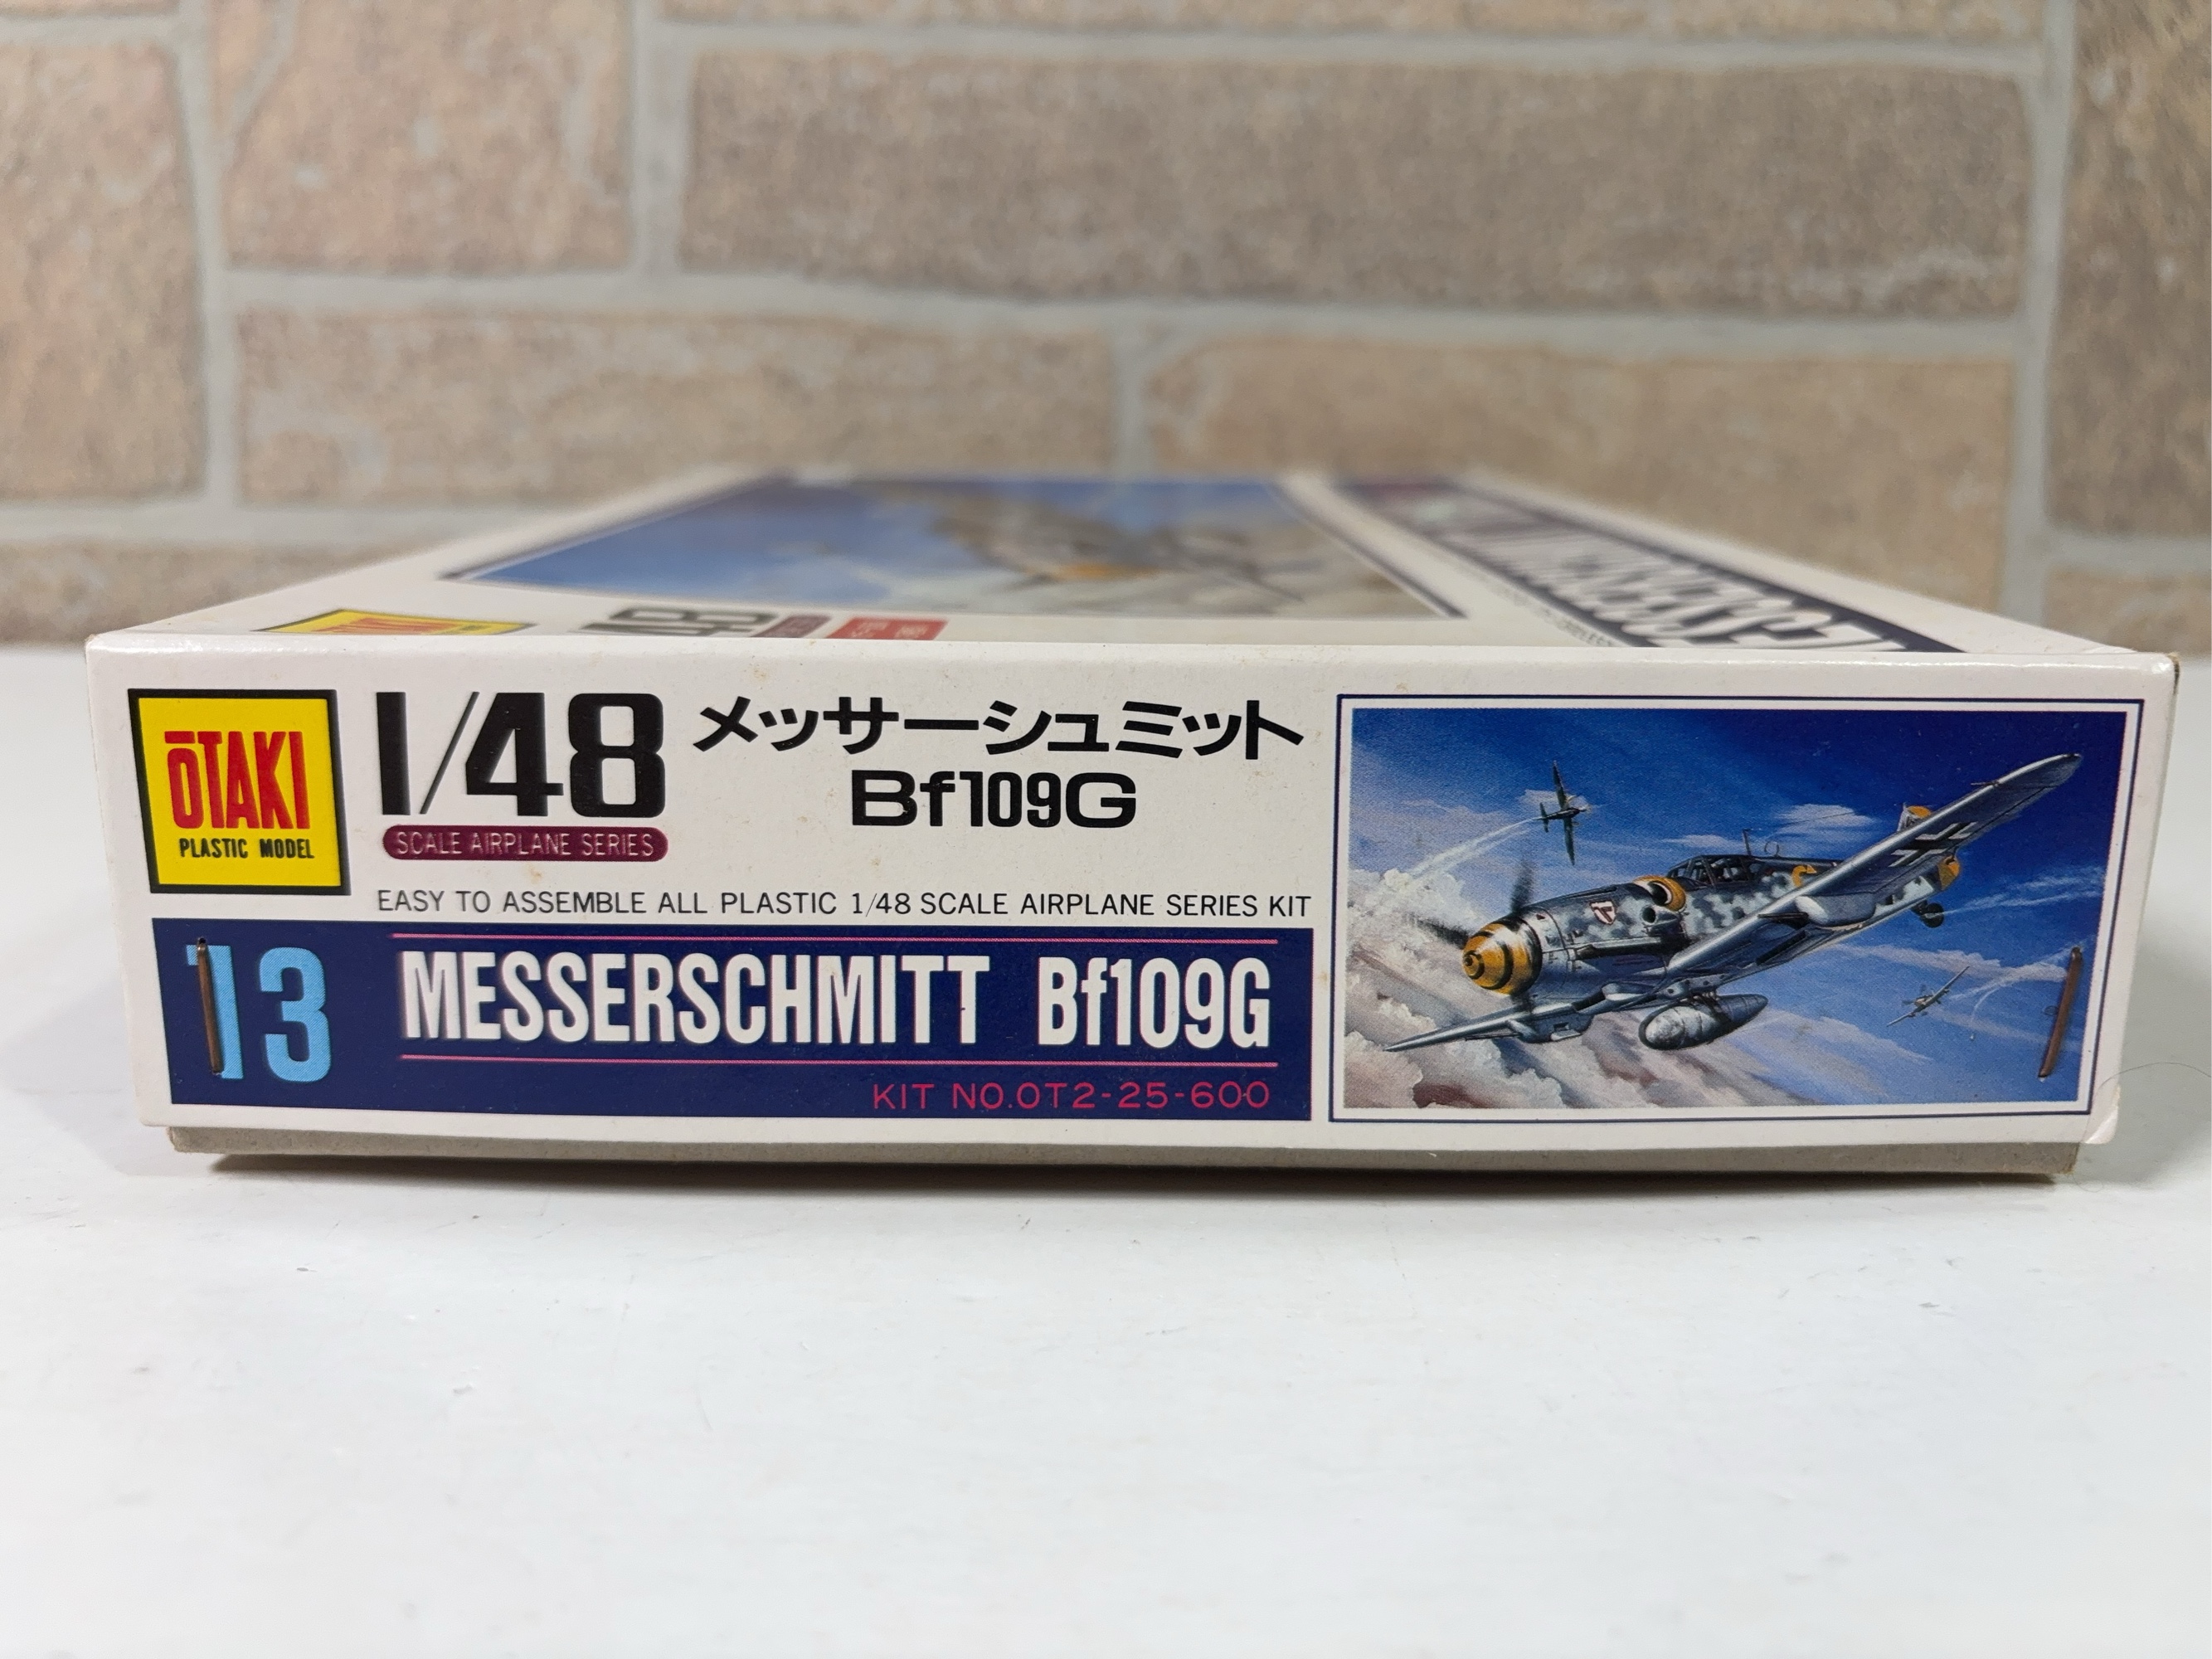 ŌTAKI
PLASTIC MODEL
1/48
SCALE AIRPLANE SERIES
メッサーシュミット
Bf109G
EASY TO ASSEMBLE ALL PLASTIC 1/48 SCALE AIRPLANE SERIES KIT
13
MESSERSCHMITT Bf109G
KIT NO.OT2-25-600